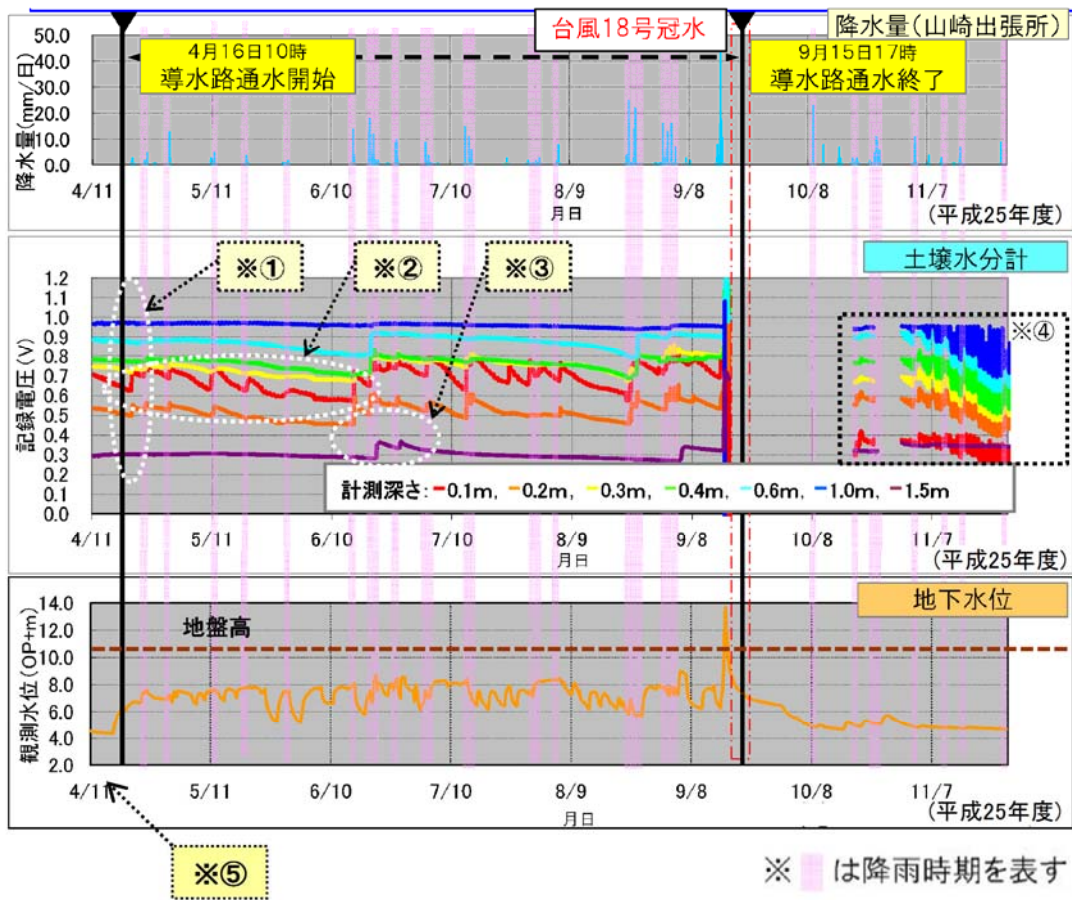 台風18号冠水
降水量(山崎出張所)
4月16日10時
導水路通水開始
9月15日17時
導水路通水終了
降水量(mm/日)
50.0
40.0
30.0
20.0
10.0
0.0
4/11 5/11 6/10 7/10 8/9 9/8 10/8 11/7
月日
(平成25年度)
※①
※②
※③
土壌水分計
※④
記録電圧(V)
1.2
1.1
1.0
0.9
0.8
0.7
0.6
0.5
0.4
0.3
0.2
0.1
0.0
計測深さ: 0.1m, 0.2m, 0.3m, 0.4m, 0.6m, 1.0m, 1.5m
4/11 5/11 6/10 7/10 8/9 9/8 10/8 11/7
月日
(平成25年度)
地下水位
地盤高
観測水位(OP+m)
14.0
12.0
10.0
8.0
6.0
4.0
2.0
4/11 5/11 6/10 7/10 8/9 9/8 10/8 11/7
月日
(平成25年度)
※⑤
※ は降雨時期を表す